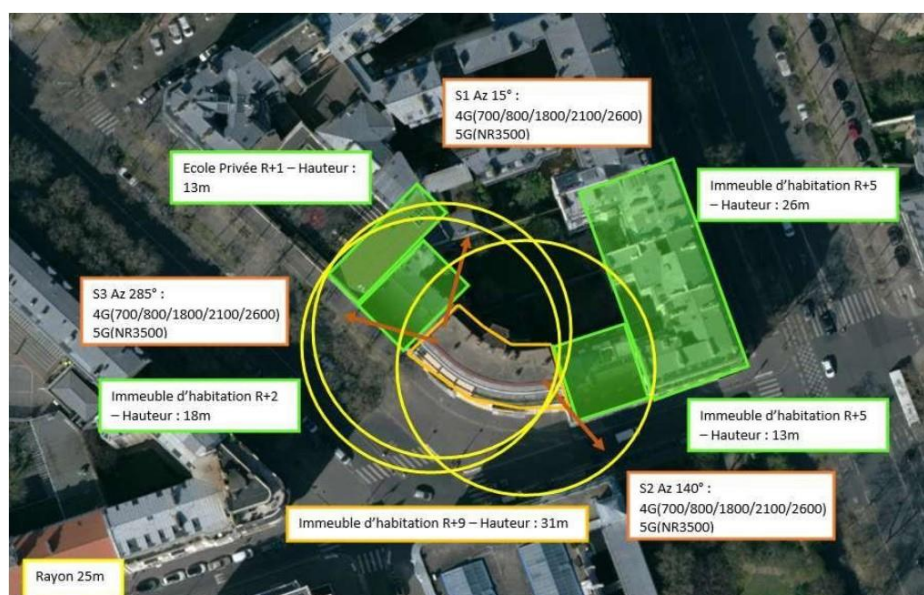 S1 Az 15° :
4G(700/800/1800/2100/2600)
5G(NR3500)
Ecole Privée R+1 – Hauteur :
13m
Immeuble d'habitation R+5
– Hauteur : 26m
S3 Az 285° :
4G(700/800/1800/2100/2600)
5G(NR3500)
Immeuble d'habitation R+2
– Hauteur : 18m
Immeuble d'habitation R+5
– Hauteur : 13m
S2 Az 140° :
4G(700/800/1800/2100/2600)
5G(NR3500)
Immeuble d'habitation R+9 – Hauteur : 31m
Rayon 25m